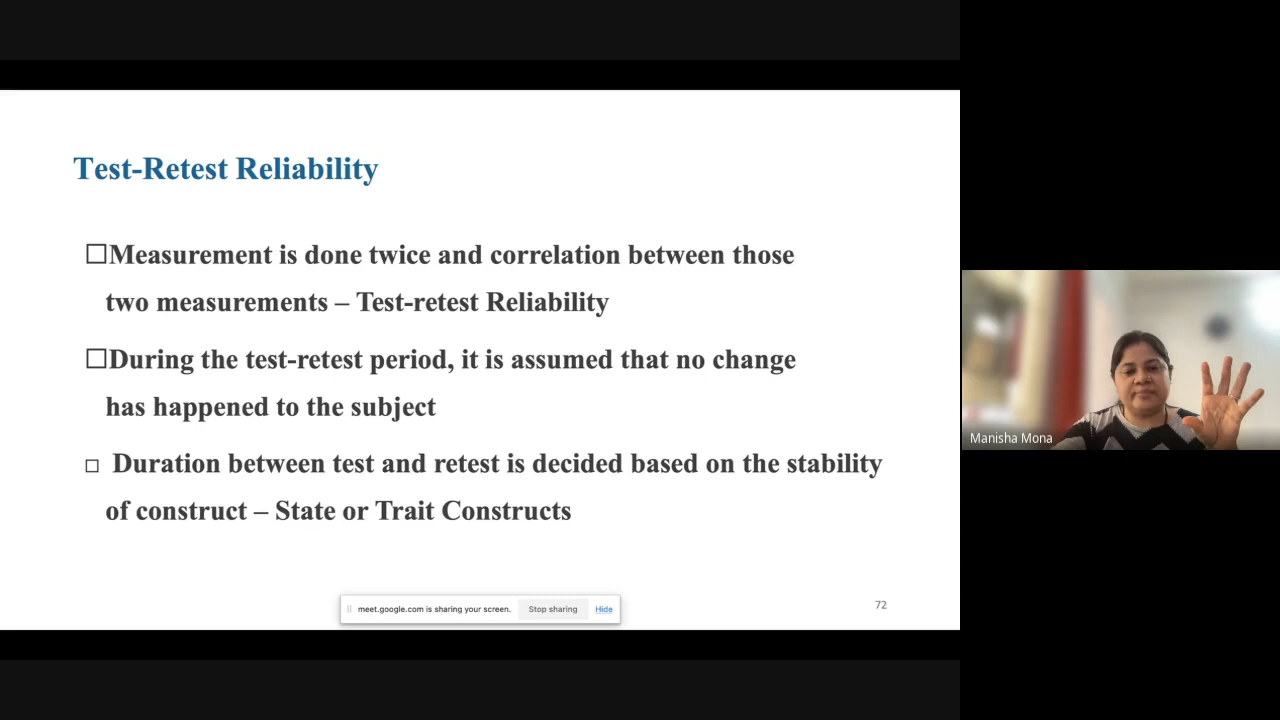 Test-Retest Reliability
☐Measurement is done twice and correlation between those
two measurements – Test-retest Reliability
☐During the test-retest period, it is assumed that no change
has happened to the subject
☐ Duration between test and retest is decided based on the stability
of construct – State or Trait Constructs
meet.google.com is sharing your screen. Stop sharing Hide
72
Manisha Mona